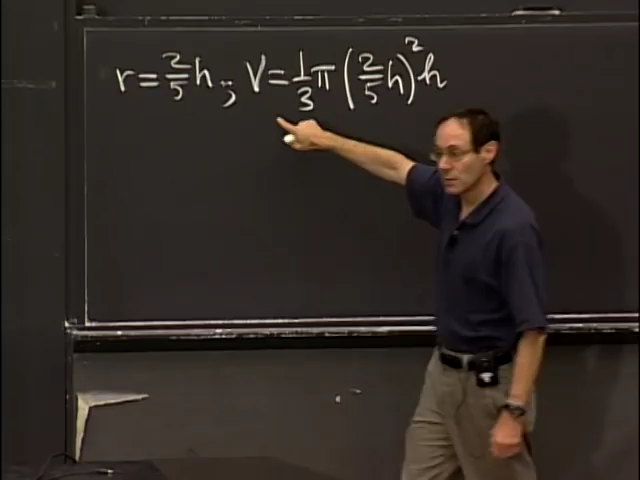 r = 2/5 h ; V = 1/3 π (2/5 h)² h